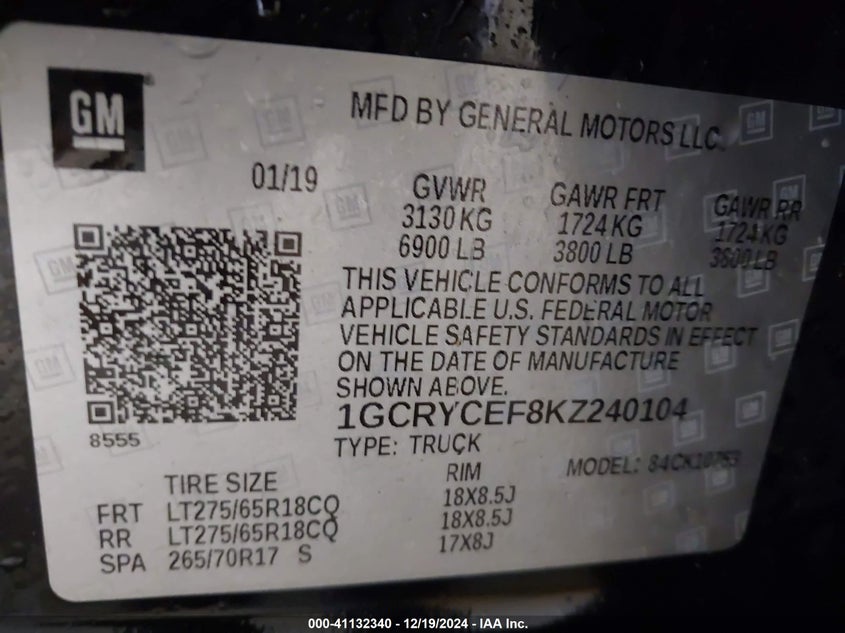 GM
MFD BY GENERAL MOTORS LLC.
01/19
GVWR GAWR FRT GAWR RR
3130 KG 1724 KG 1724 KG
6900 LB 3800 LB 3800 LB
THIS VEHICLE CONFORMS TO ALL
APPLICABLE U.S. FEDERAL MOTOR
VEHICLE SAFETY STANDARDS IN EFFECT
ON THE DATE OF MANUFACTURE
SHOWN ABOVE.
8555
1GCRYCEF8KZ240104
TYPE: TRUCK
MODEL: 84CK10753
TIRE SIZE RIM
FRT LT275/65R18CQ 18X8.5J
RR LT275/65R18CQ 18X8.5J
SPA 265/70R17 S 17X8J
000-41132340 - 12/19/2024 - IAA Inc.